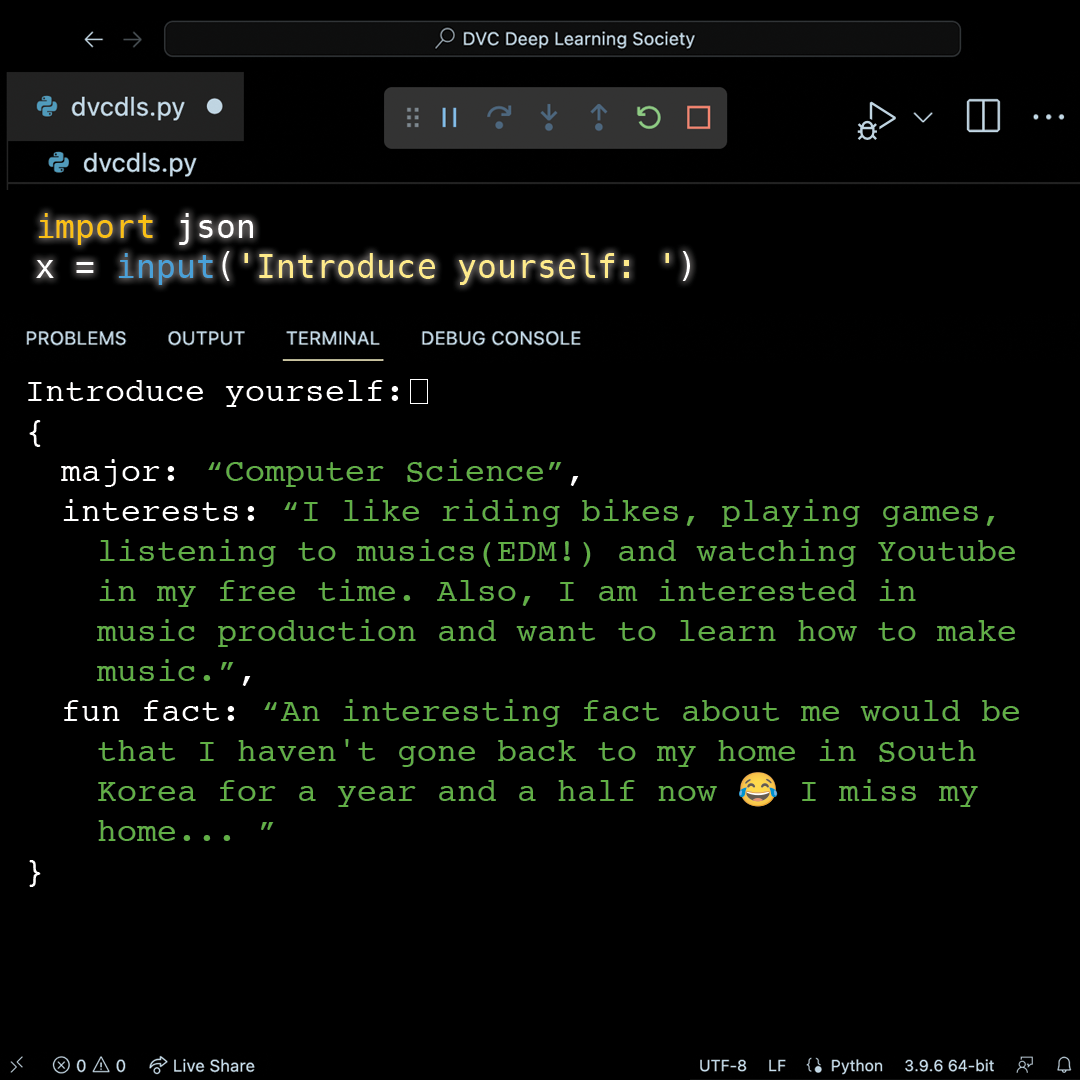 DVC Deep Learning Society
dvcdls.py
dvcdls.py
import json
x = input('Introduce yourself: ')
PROBLEMS OUTPUT TERMINAL DEBUG CONSOLE
Introduce yourself:
{
major: “Computer Science”,
interests: “I like riding bikes, playing games,
listening to musics(EDM!) and watching Youtube
in my free time. Also, I am interested in
music production and want to learn how to make
music.”,
fun fact: “An interesting fact about me would be
that I haven't gone back to my home in South
Korea for a year and a half now 😂 I miss my
home... ”
}
0 0 Live Share UTF-8 LF Python 3.9.6 64-bit